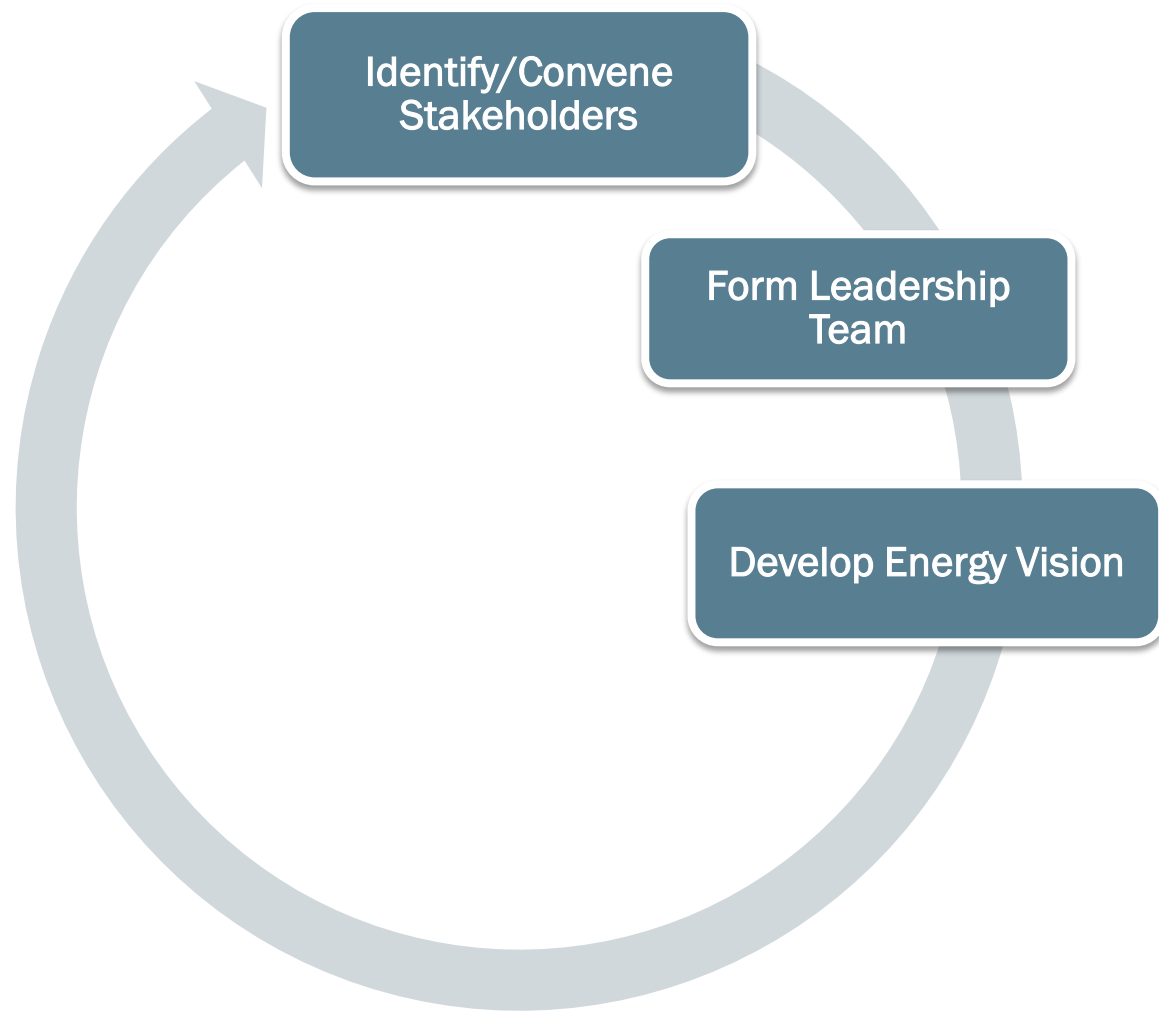 Identify/Convene
Stakeholders
Form Leadership
Team
Develop Energy Vision